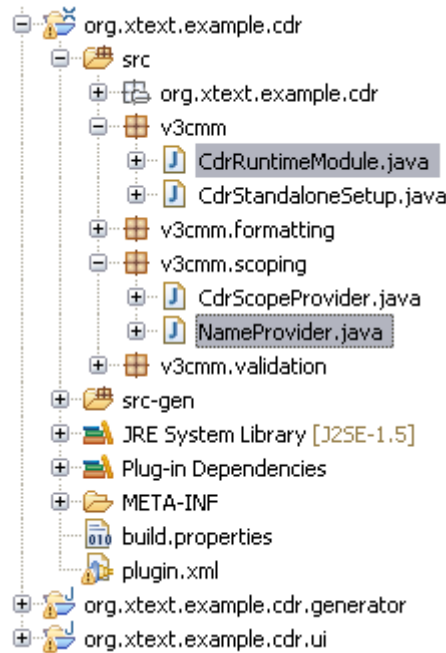 org.xtext.example.cdr
src
org.xtext.example.cdr
v3cmm
CdrRuntimeModule.java
CdrStandaloneSetup.java
v3cmm.formatting
v3cmm.scoping
CdrScopeProvider.java
NameProvider.java
v3cmm.validation
src-gen
JRE System Library [J2SE-1.5]
Plug-in Dependencies
META-INF
build.properties
plugin.xml
org.xtext.example.cdr.generator
org.xtext.example.cdr.ui